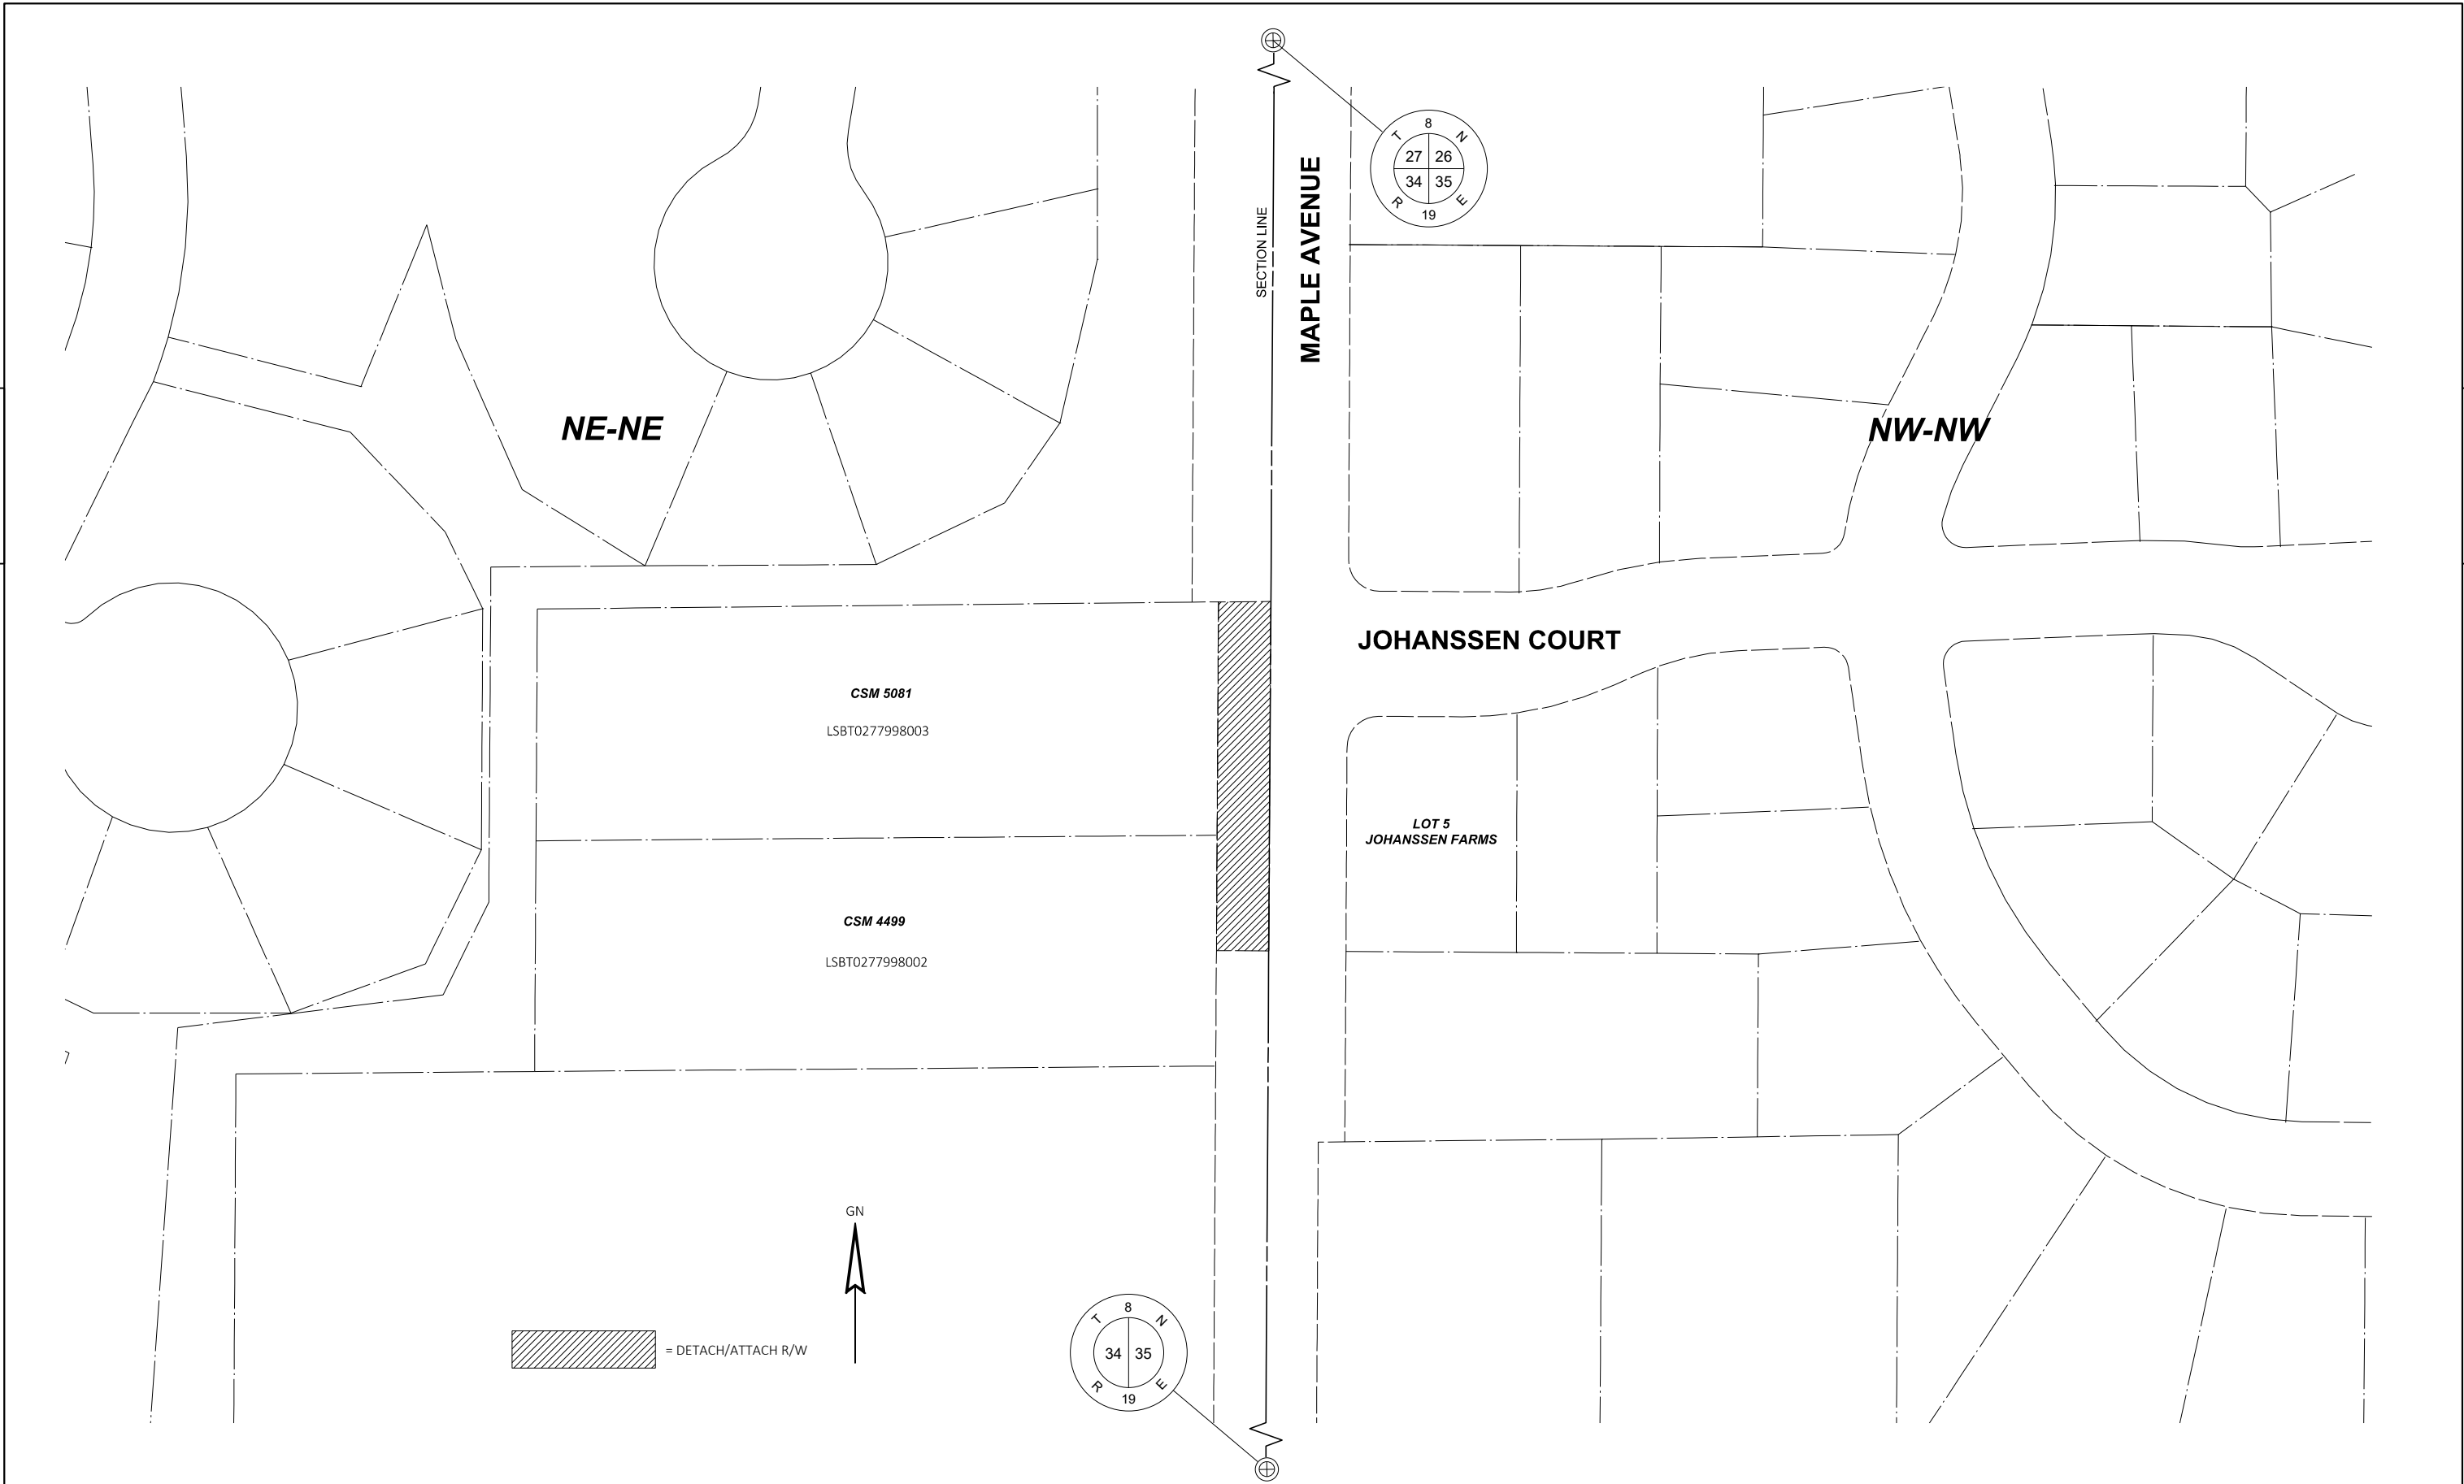 8
T N
27 26
34 35
R E
19
SECTION LINE
MAPLE AVENUE
NE-NE
NW-NW
JOHANSSEN COURT
CSM 5081
LSBT0277998003
LOT 5
JOHANSSEN FARMS
CSM 4499
LSBT0277998002
GN
= DETACH/ATTACH R/W
8
T N
34 35
R E
19